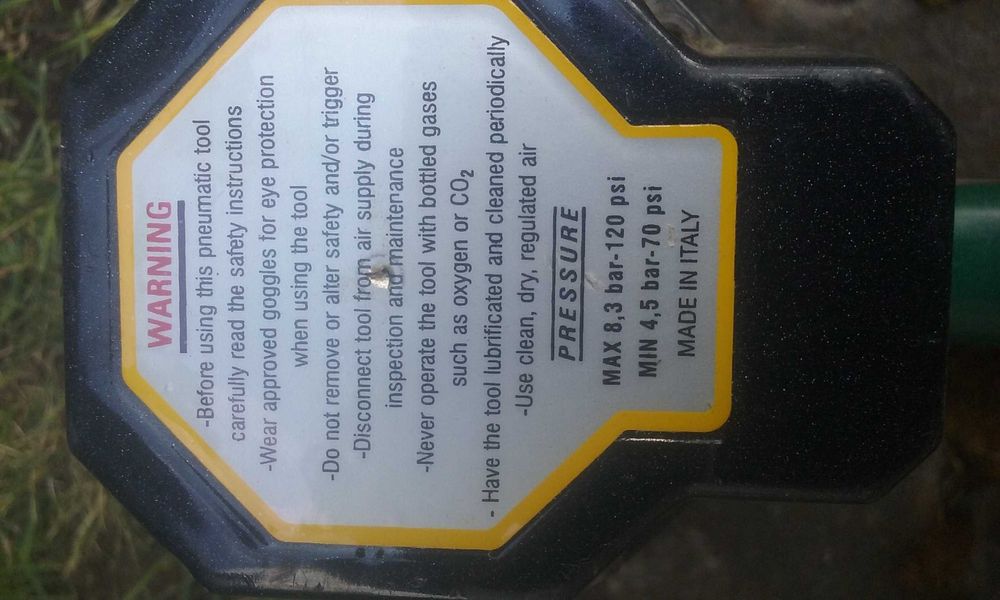 WARNING
-Before using this pneumatic tool
carefully read the safety instructions
-Wear approved goggles for eye protection
when using the tool
-Do not remove or alter safety and/or trigger
-Disconnect tool from air supply during
inspection and maintenance
-Never operate the tool with bottled gases
such as oxygen or CO₂
- Have the tool lubrificated and cleaned periodically
-Use clean, dry, regulated air
PRESSURE
MAX 8,3 bar-120 psi
MIN 4,5 bar-70 psi
MADE IN ITALY